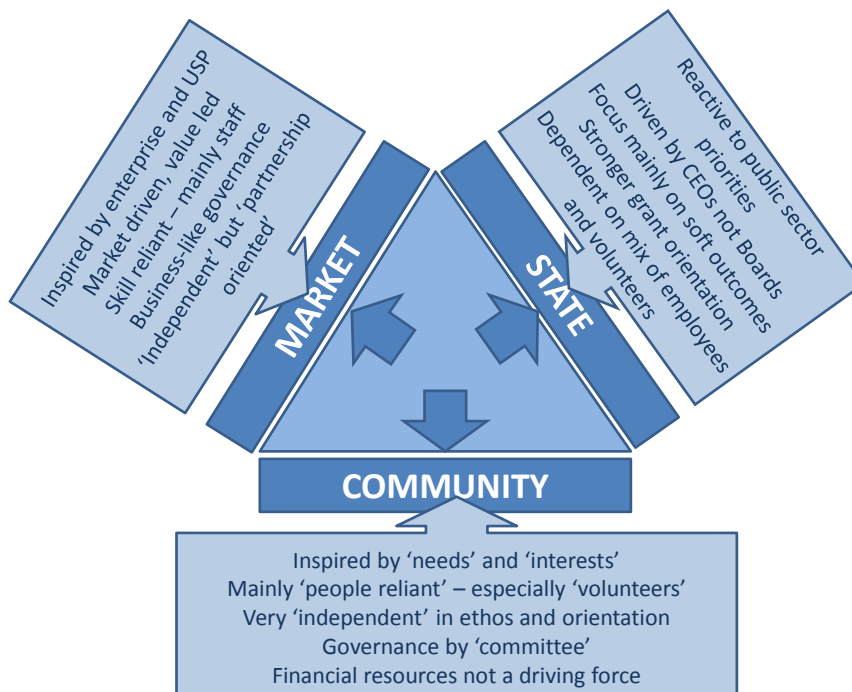 Inspired by enterprise and USP
Market driven, value led
Skill reliant – mainly staff
Business-like governance
‘Independent’ but ‘partnership
oriented’
MARKET
Reactive to public sector
priorities
Driven by CEOs not Boards
Focus mainly on soft outcomes
Stronger grant orientation
Dependent on mix of employees
and volunteers
STATE
COMMUNITY
Inspired by ‘needs’ and ‘interests’
Mainly ‘people reliant’ – especially ‘volunteers’
Very ‘independent’ in ethos and orientation
Governance by ‘committee’
Financial resources not a driving force